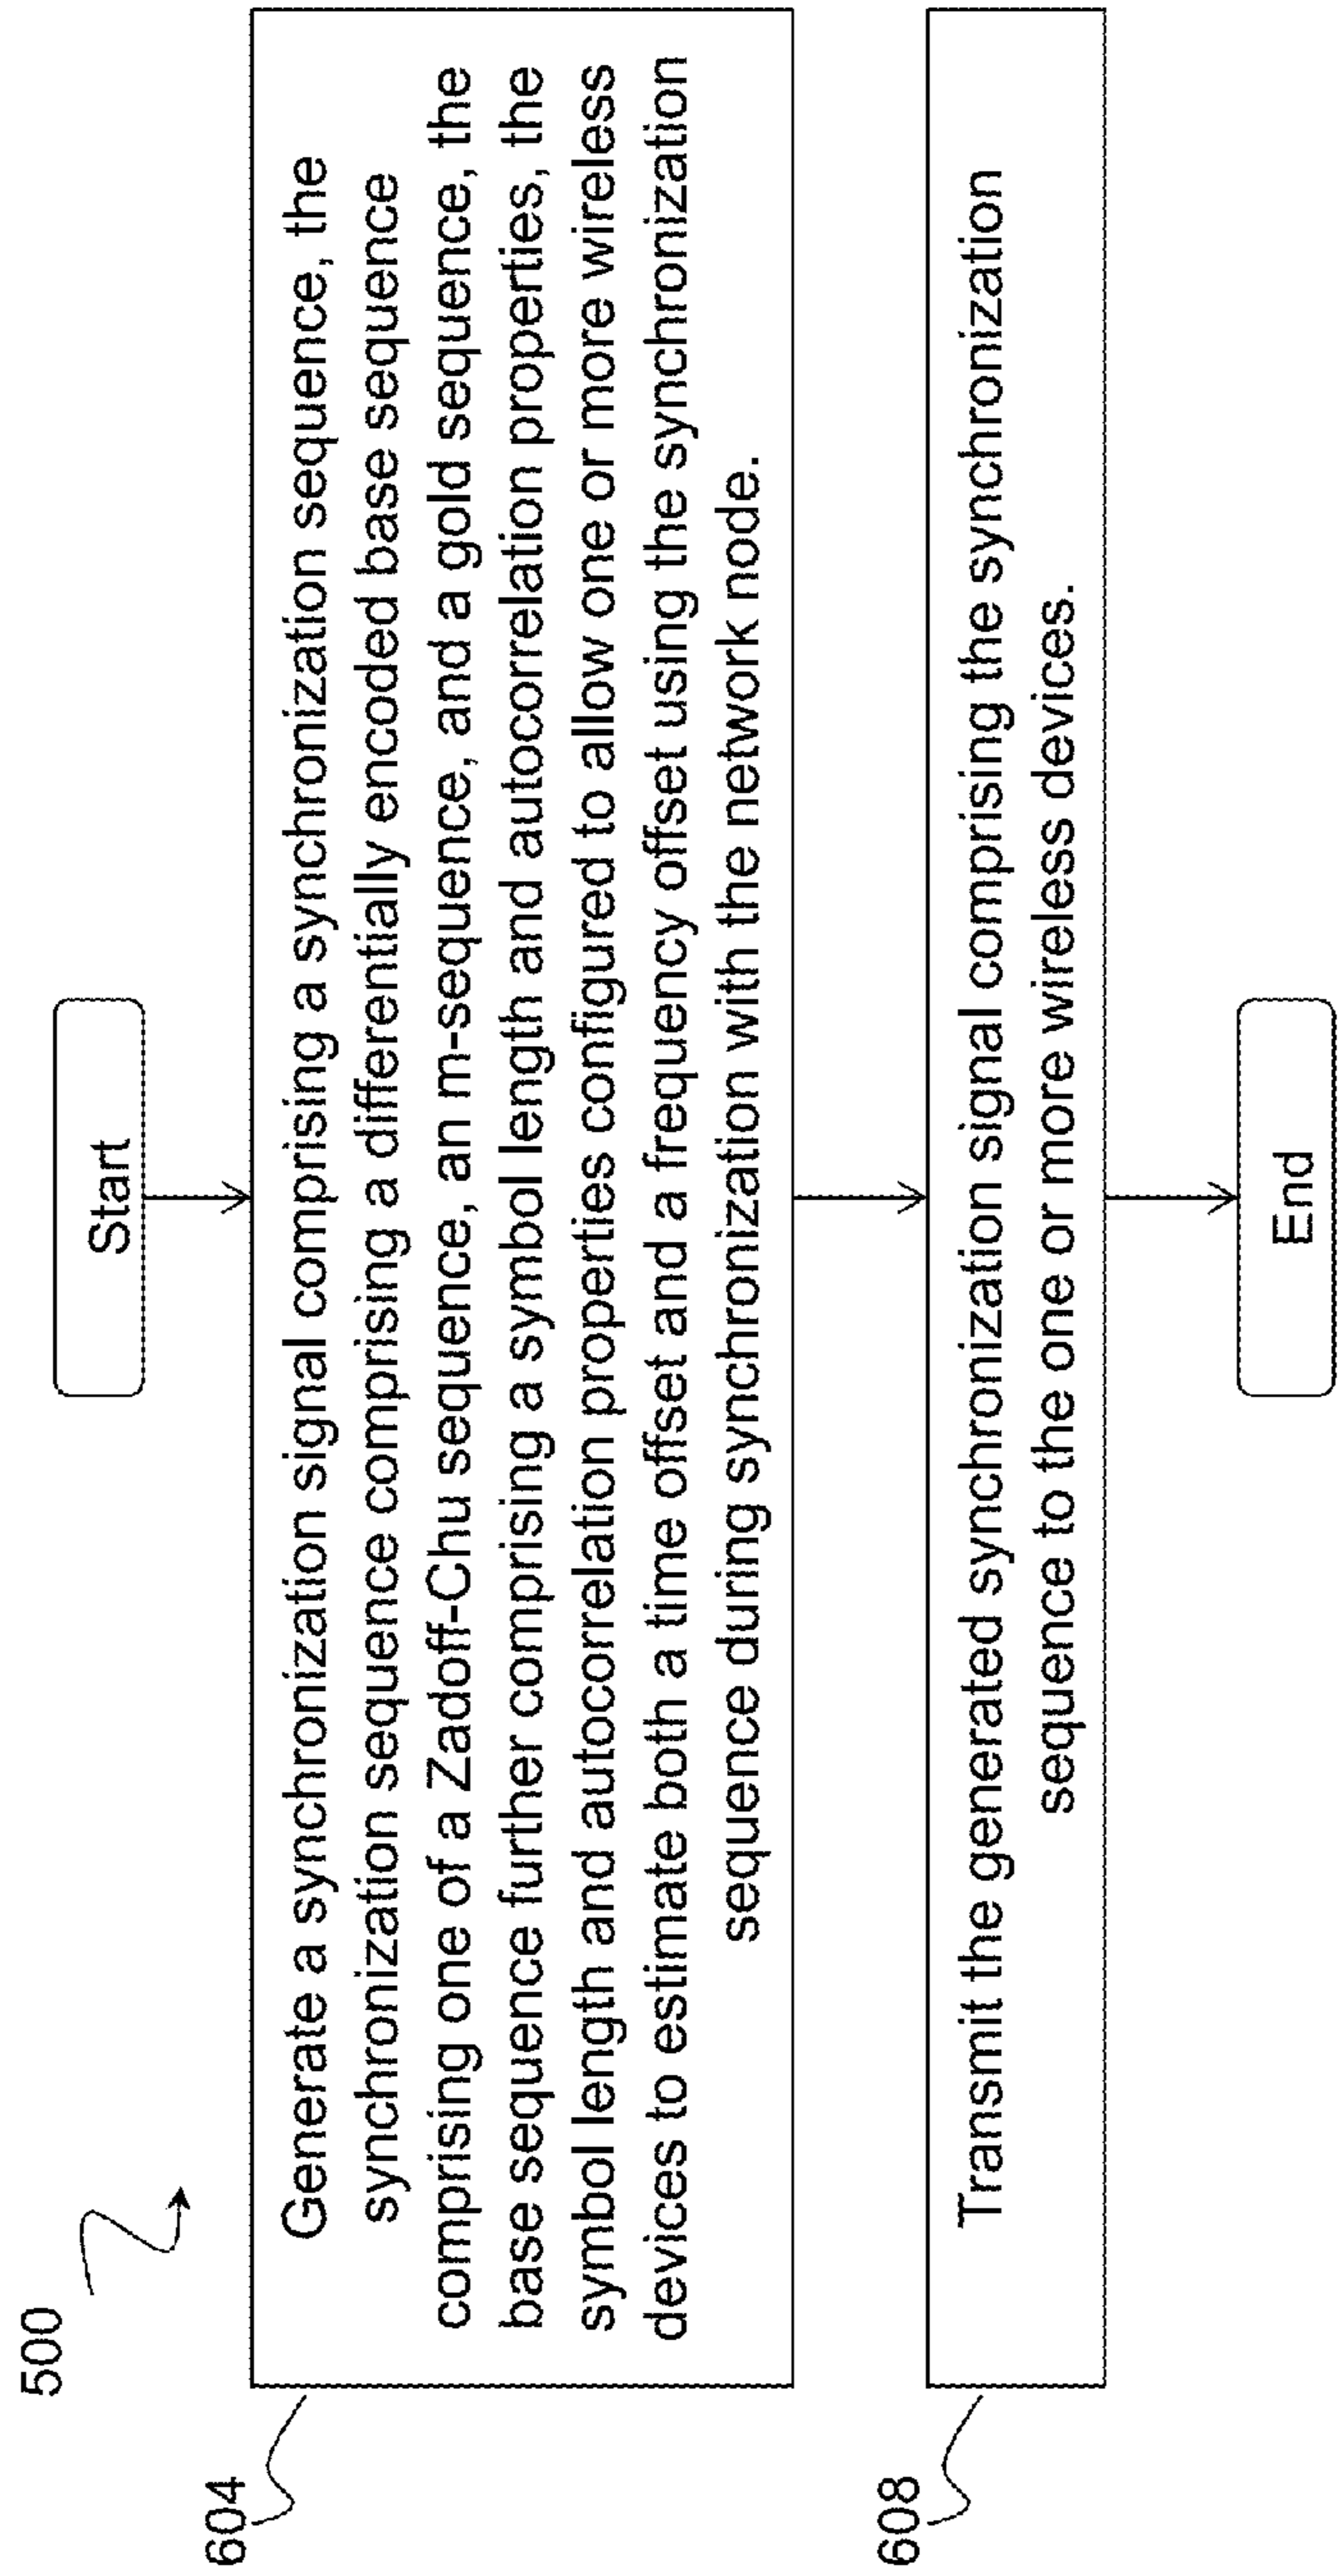 500
Start
604
Generate a synchronization signal comprising a synchronization sequence, the
synchronization sequence comprising a differentially encoded base sequence
comprising one of a Zadoff-Chu sequence, an m-sequence, and a gold sequence, the
base sequence further comprising a symbol length and autocorrelation properties, the
symbol length and autocorrelation properties configured to allow one or more wireless
devices to estimate both a time offset and a frequency offset using the synchronization
sequence during synchronization with the network node.
608
Transmit the generated synchronization signal comprising the synchronization
sequence to the one or more wireless devices.
End